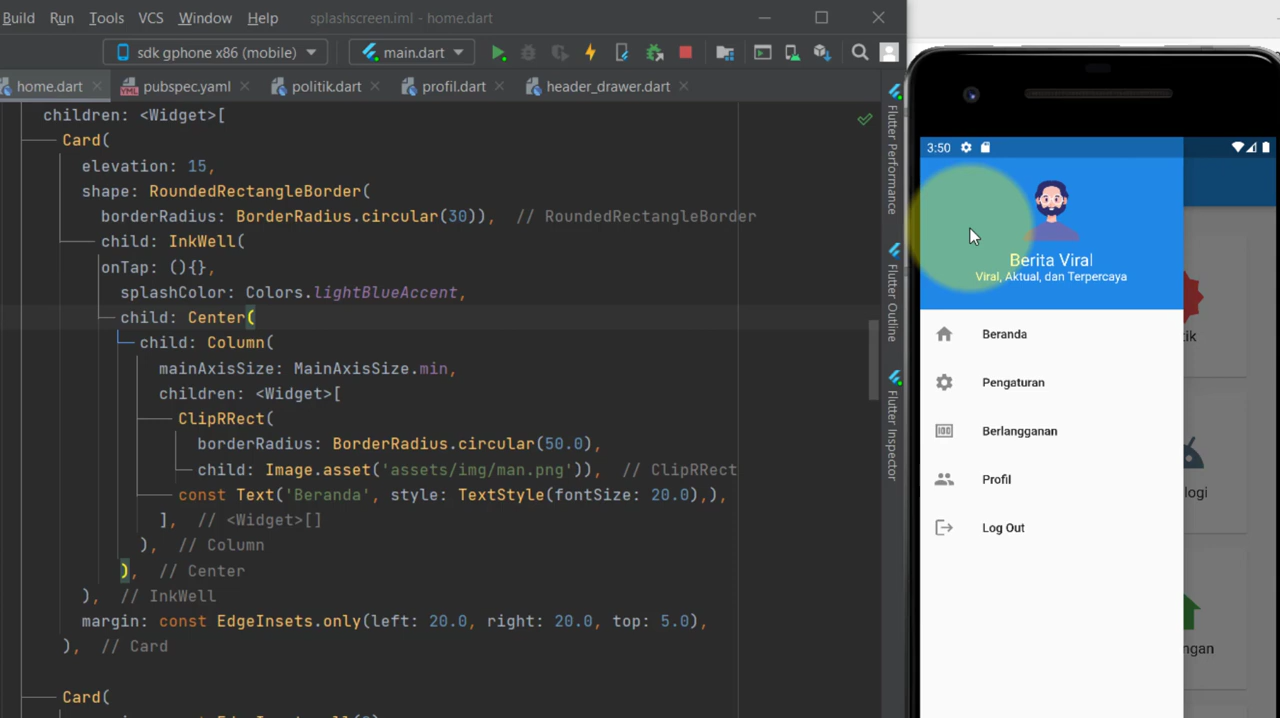 Build Run Tools VCS Window Help splashscreen.iml - home.dart
sdk gphone x86 (mobile) main.dart
home.dart pubspec.yaml politik.dart profil.dart header_drawer.dart
children: <Widget>[
Card(
elevation: 15,
shape: RoundedRectangleBorder(
borderRadius: BorderRadius.circular(30)), // RoundedRectangleBorder
child: InkWell(
onTap: (){},
splashColor: Colors.lightBlueAccent,
child: Center(
child: Column(
mainAxisSize: MainAxisSize.min,
children: <Widget>[
ClipRRect(
borderRadius: BorderRadius.circular(50.0),
child: Image.asset('assets/img/man.png')), // ClipRRect
const Text('Beranda', style: TextStyle(fontSize: 20.0),),
], // <Widget>[]
), // Column
), // Center
), // InkWell
margin: const EdgeInsets.only(left: 20.0, right: 20.0, top: 5.0),
), // Card
Card(
Flutter Performance
Flutter Outline
Flutter Inspector
3:50
Berita Viral
Viral, Aktual, dan Terpercaya
Beranda
Pengaturan
Berlangganan
Profil
Log Out
tik
logi
ngan